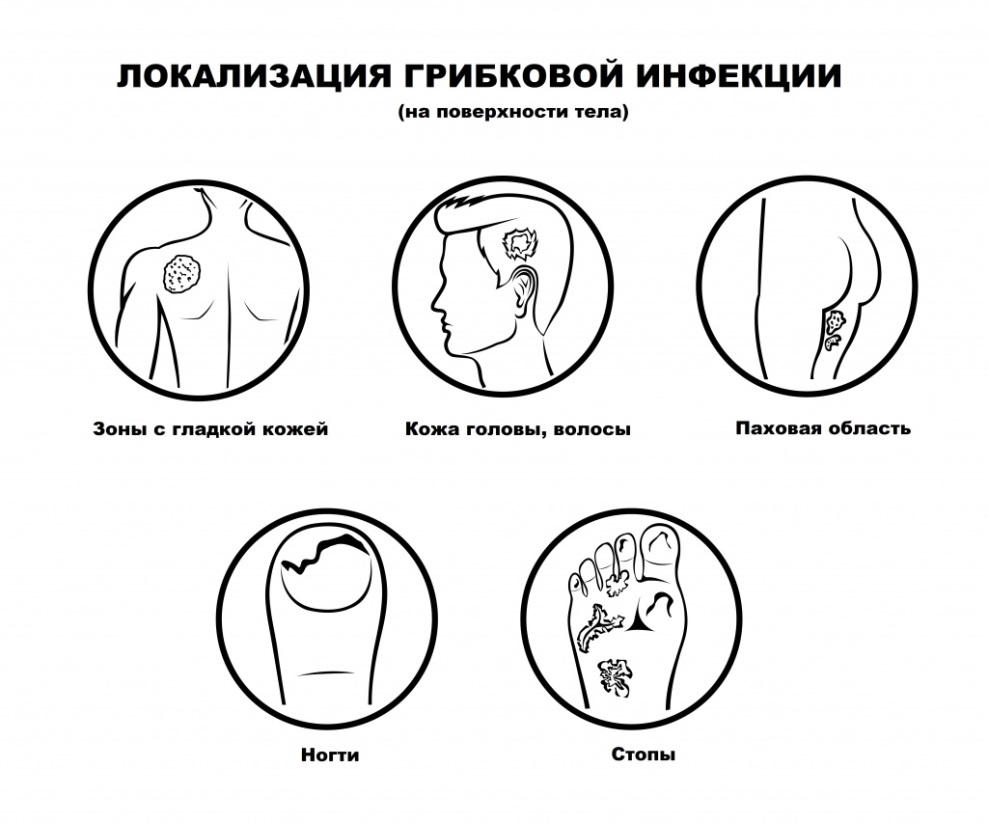 ЛОКАЛИЗАЦИЯ ГРИБКОВОЙ ИНФЕКЦИИ
(на поверхности тела)
Зоны с гладкой кожей
Кожа головы, волосы
Паховая область
Ногти
Стопы